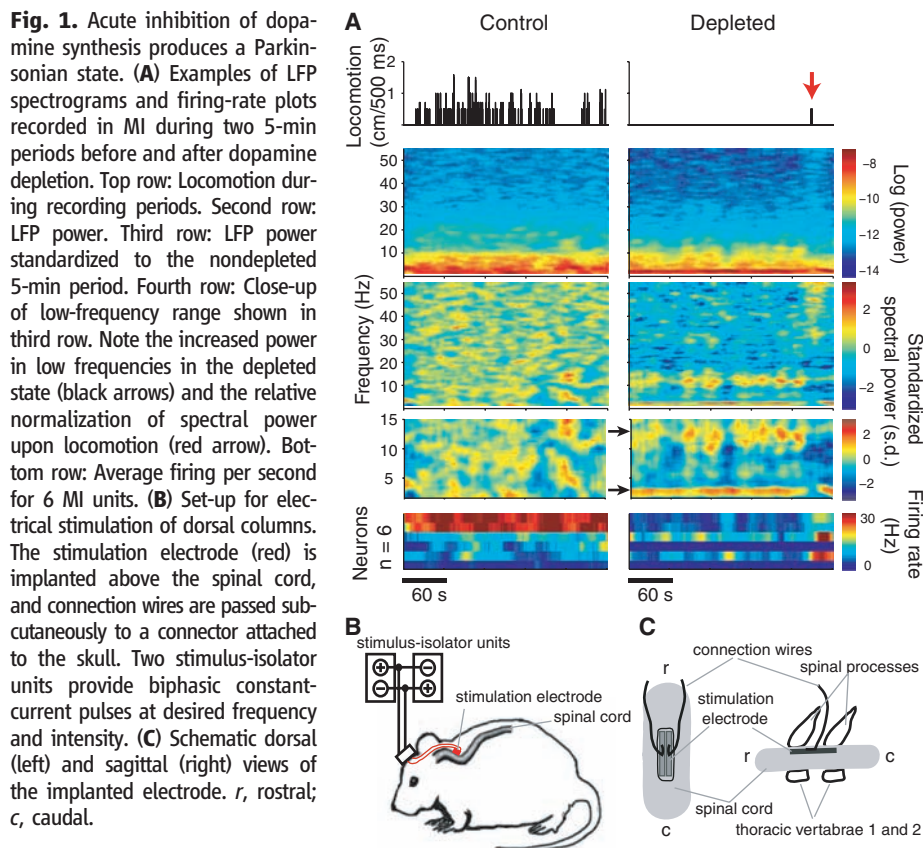 Fig. 1. Acute inhibition of dopa-
mine synthesis produces a Parkin-
sonian state. (A) Examples of LFP
spectrograms and firing-rate plots
recorded in MI during two 5-min
periods before and after dopamine
depletion. Top row: Locomotion dur-
ing recording periods. Second row:
LFP power. Third row: LFP power
standardized to the nondepleted
5-min period. Fourth row: Close-up
of low-frequency range shown in
third row. Note the increased power
in low frequencies in the depleted
state (black arrows) and the relative
normalization of spectral power
upon locomotion (red arrow). Bot-
tom row: Average firing per second
for 6 MI units. (B) Set-up for elec-
trical stimulation of dorsal columns.
The stimulation electrode (red) is
implanted above the spinal cord,
and connection wires are passed sub-
cutaneously to a connector attached
to the skull. Two stimulus-isolator
units provide biphasic constant-
current pulses at desired frequency
and intensity. (C) Schematic dorsal
(left) and sagittal (right) views of
the implanted electrode. r, rostral;
c, caudal.
A
Control
Depleted
Locomotion
(cm/500 ms)
2
1
50
40
30
20
10
-8
-10
-12
-14
Log (power)
Frequency (Hz)
50
40
30
20
10
2
0
-2
15
10
5
2
0
-2
Standardized
spectral power (s.d.)
Neurons
n = 6
30
0
Firing rate
(Hz)
60 s
60 s
B
stimulus-isolator units
+
−
−
+
stimulation electrode
spinal cord
C
connection wires
spinal processes
r
stimulation
electrode
r
c
spinal cord
c
thoracic vertabrae 1 and 2